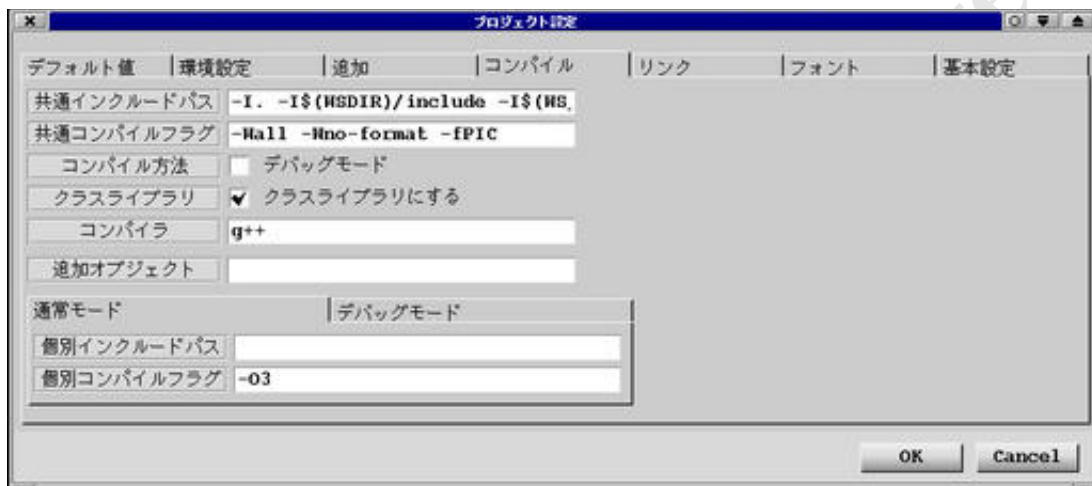 プロジェクト設定
デフォルト値 環境設定 追加 コンパイル リンク フォント 基本設定
共通インクルードパス -I. -I$(WSDIR)/include -I$(WS
共通コンパイルフラグ -Wall -Wno-format -fPIC
コンパイル方法 デバッグモード
クラスライブラリ クラスライブラリにする
コンパイラ g++
追加オブジェクト
通常モード デバッグモード
個別インクルードパス
個別コンパイルフラグ -O3
OK Cancel